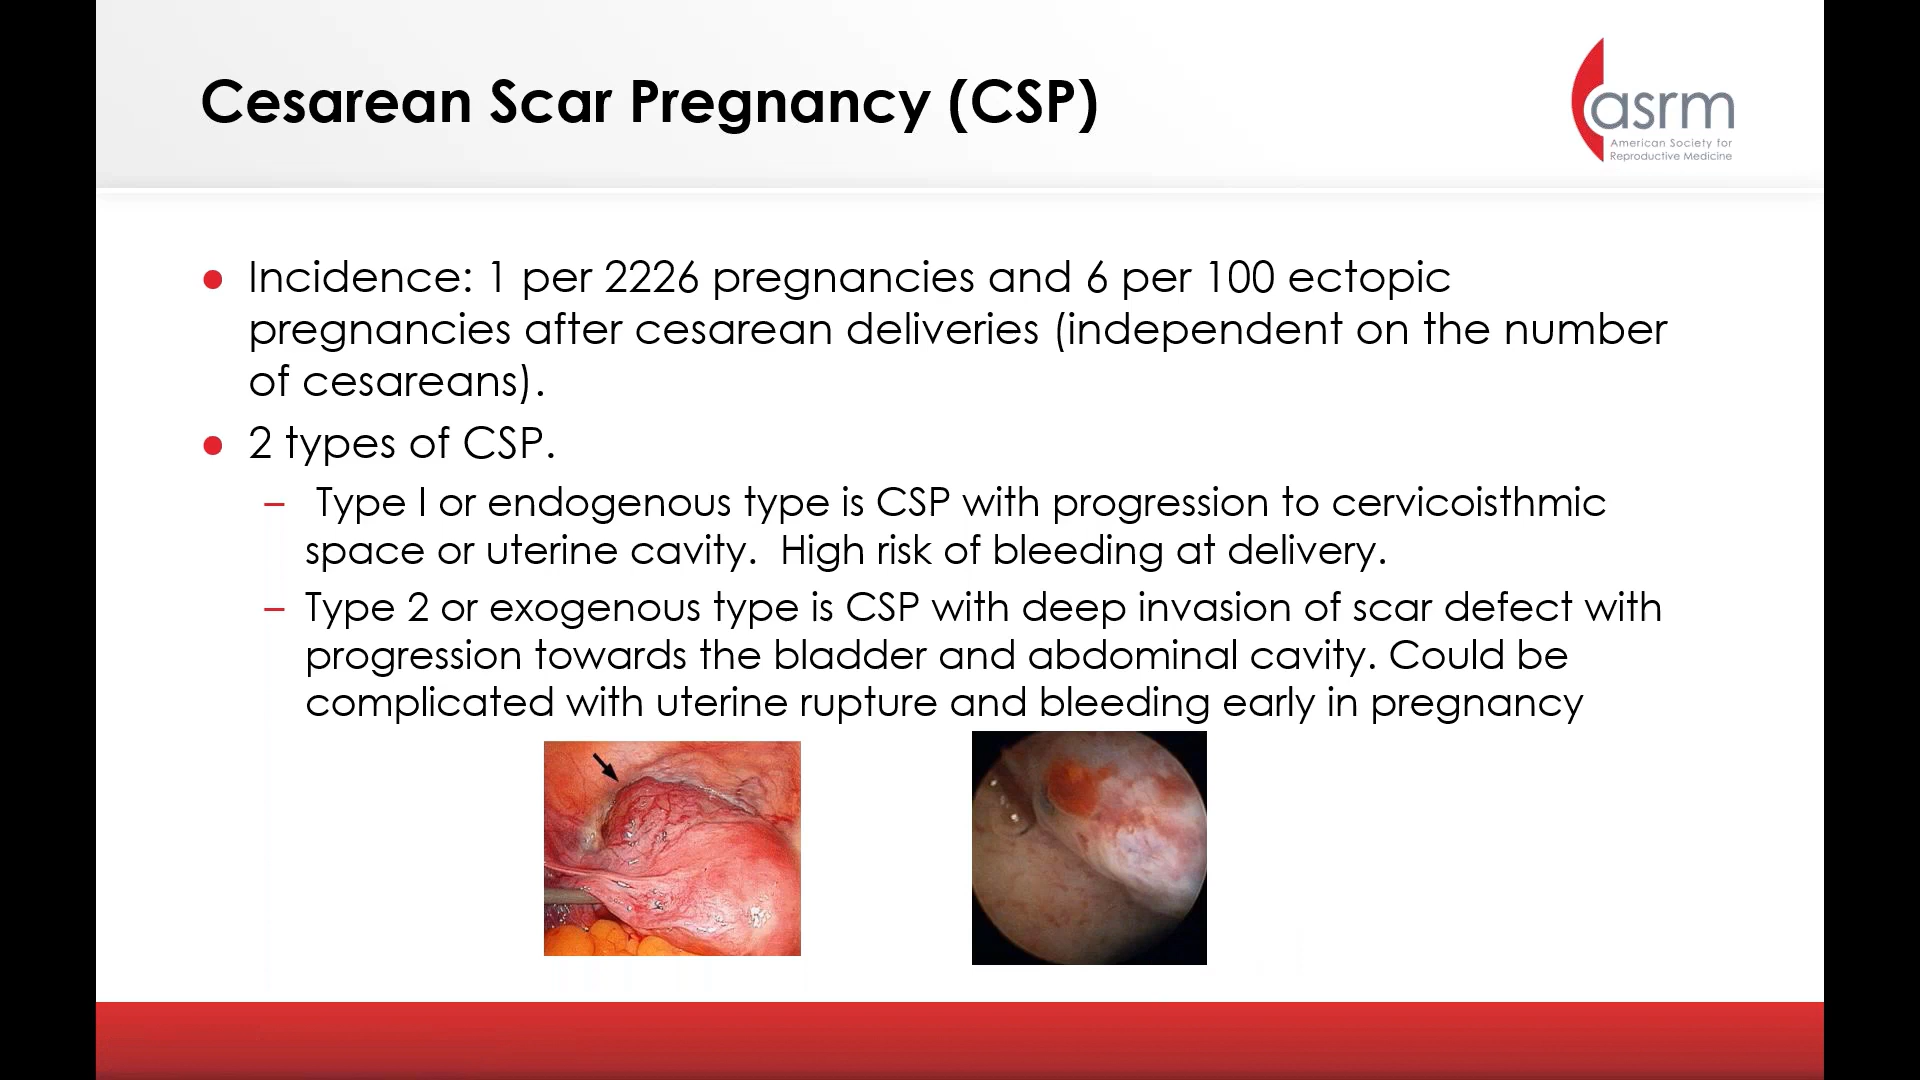 Cesarean Scar Pregnancy (CSP)
asrm
American Society for
Reproductive Medicine
● Incidence: 1 per 2226 pregnancies and 6 per 100 ectopic
pregnancies after cesarean deliveries (independent on the number
of cesareans).
● 2 types of CSP.
– Type I or endogenous type is CSP with progression to cervicoisthmic
space or uterine cavity. High risk of bleeding at delivery.
– Type 2 or exogenous type is CSP with deep invasion of scar defect with
progression towards the bladder and abdominal cavity. Could be
complicated with uterine rupture and bleeding early in pregnancy